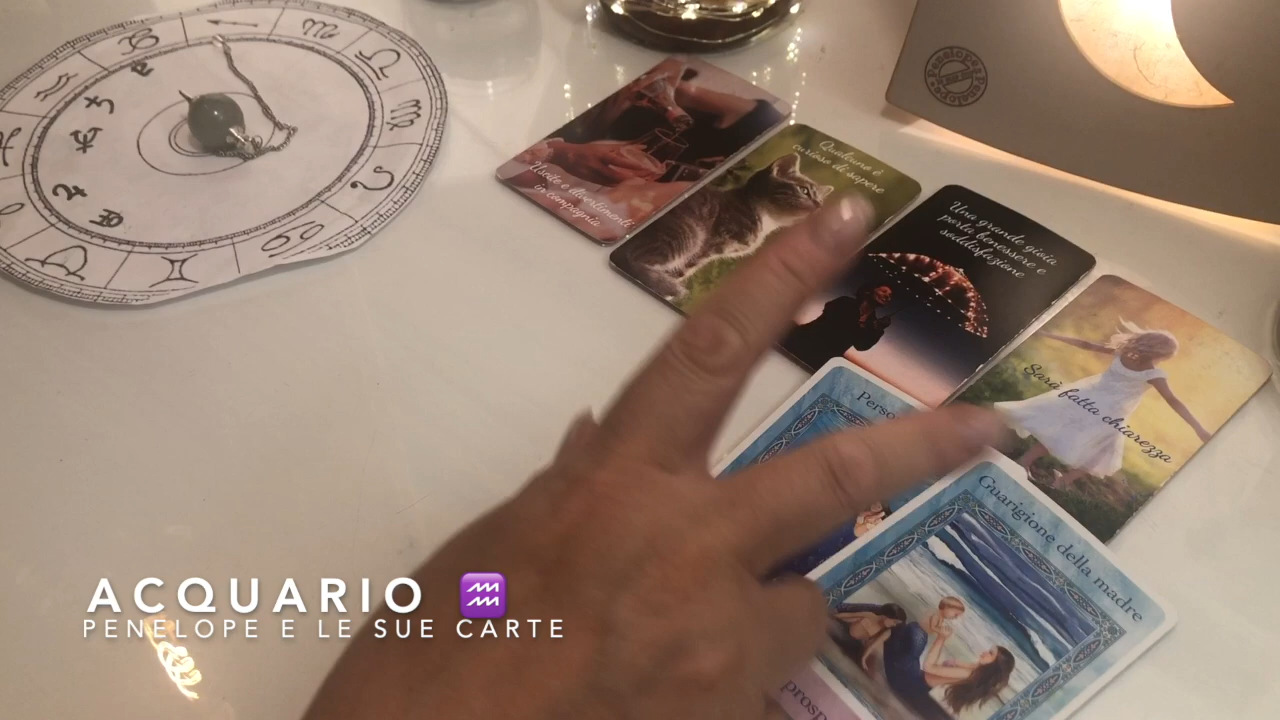 Uscite e divertimenti
in compagnia
Qualcuno è
curioso di sapere
Una grande gioia
porta benessere e
soddisfazione
Sarà fatta chiarezza
Guarigione della madre
Penelope
ACQUARIO ♒
PENELOPE E LE SUE CARTE